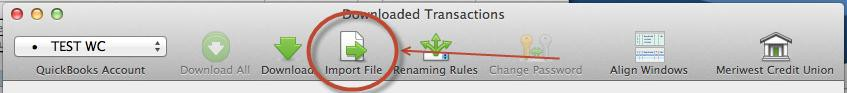 Downloaded Transactions
• TEST WC
QuickBooks Account Download All Download Import File Renaming Rules Change Password Align Windows Meriwest Credit Union